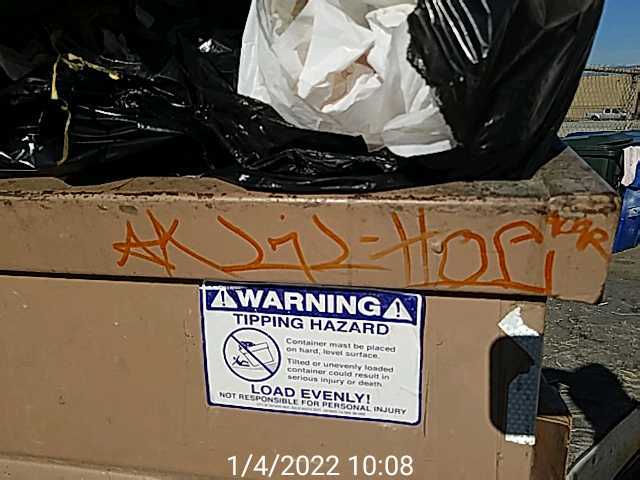 WARNING
TIPPING HAZARD
Container must be placed
on hard, level surface.
Tilted or unevenly loaded
container could result in
serious injury or death.
LOAD EVENLY!
NOT RESPONSIBLE FOR PERSONAL INJURY
1/4/2022 10:08